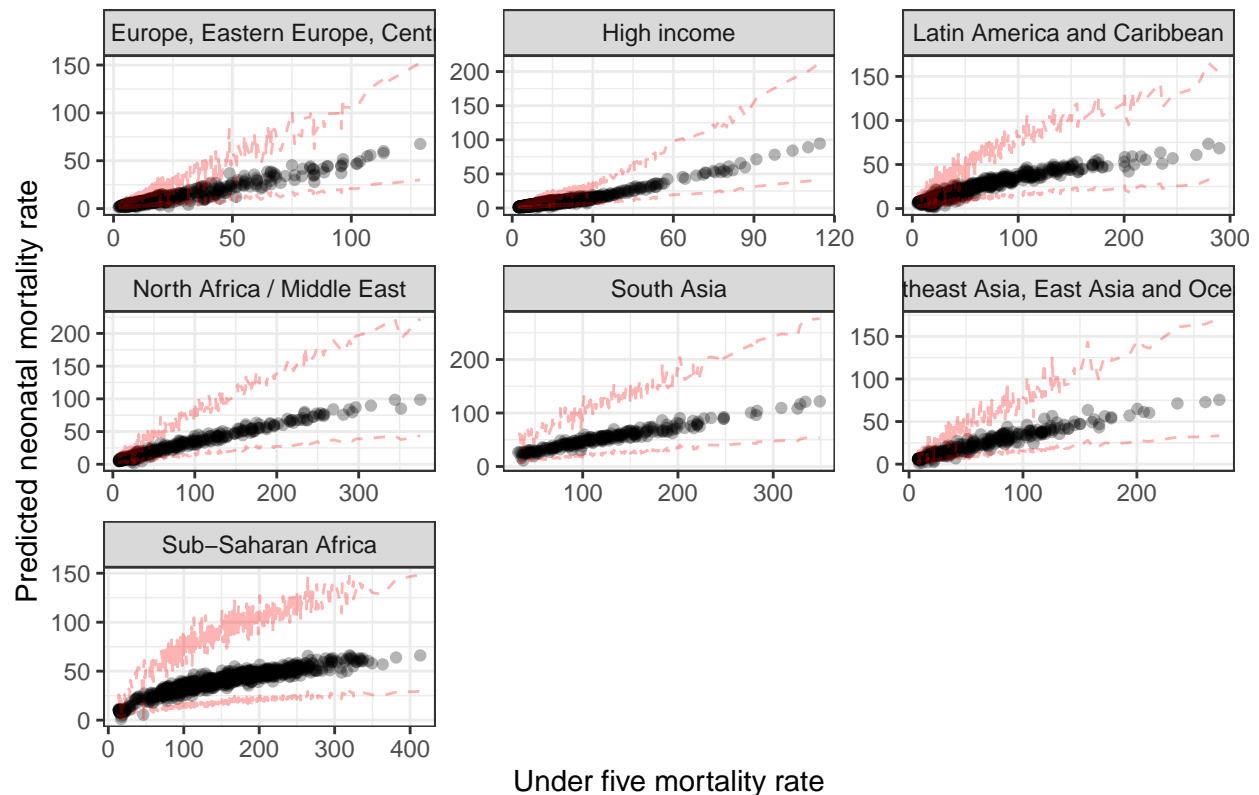 Europe, Eastern Europe, Cent
High income
Latin America and Caribbean
150
100
50
0
0 50 100
200
150
100
50
0
0 30 60 90 120
150
100
50
0
0 100 200 300
North Africa / Middle East
South Asia
theast Asia, East Asia and Ocea
200
150
100
50
0
0 100 200 300
200
100
0
100 200 300
150
100
50
0
0 100 200
Sub−Saharan Africa
150
100
50
0
0 100 200 300 400
Predicted neonatal mortality rate
Under five mortality rate